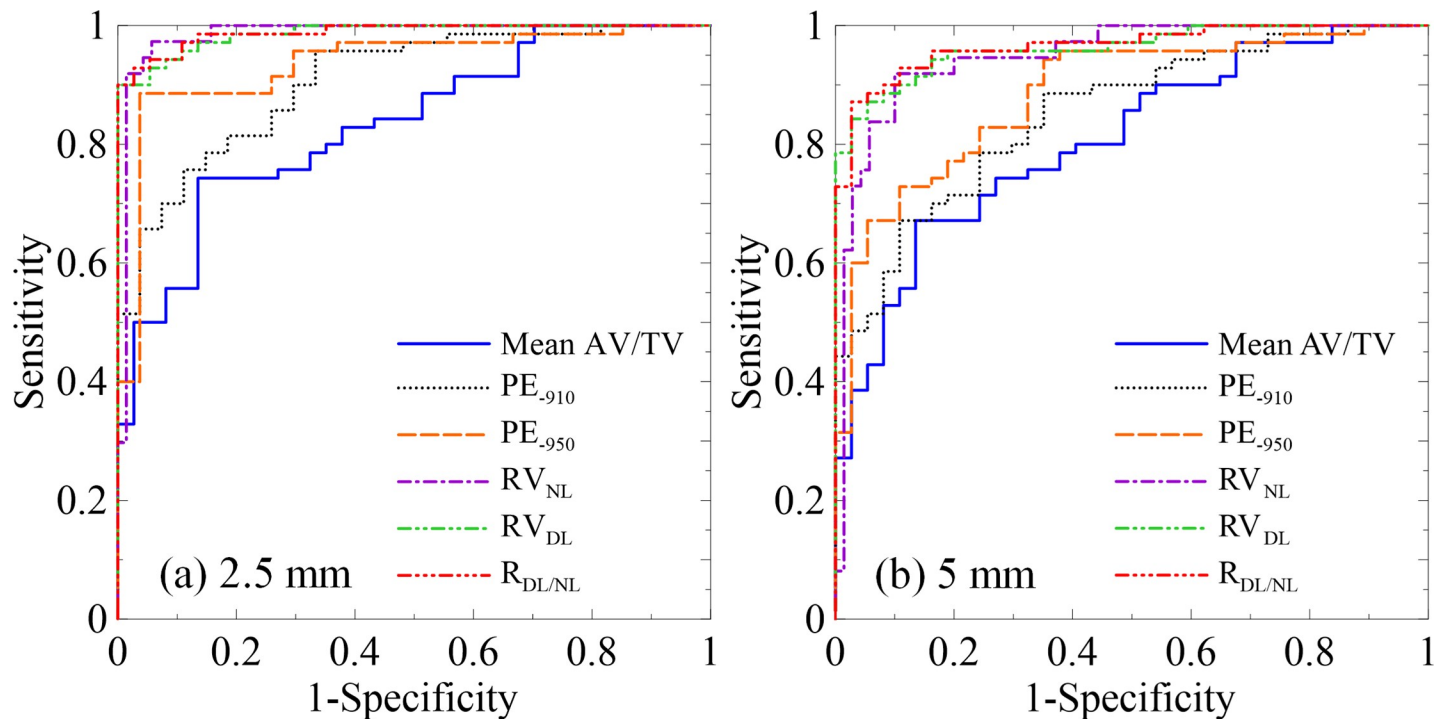 1
0.8
0.6
0.4
0.2
0
Sensitivity
Mean AV/TV
PE-910
PE-950
RVNL
RVDL
RDL/NL
(a) 2.5 mm
0 0.2 0.4 0.6 0.8 1
1-Specificity
1
0.8
0.6
0.4
0.2
0
Sensitivity
Mean AV/TV
PE-910
PE-950
RVNL
RVDL
RDL/NL
(b) 5 mm
0 0.2 0.4 0.6 0.8 1
1-Specificity